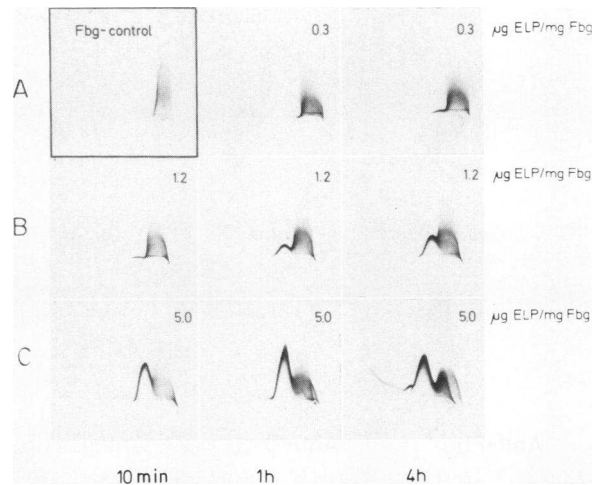 Fbg-control 0.3 0.3 µg ELP/mg Fbg
A
1.2 1.2 1.2 µg ELP/mg Fbg
B
5.0 5.0 5.0 µg ELP/mg Fbg
C
10 min 1h 4h